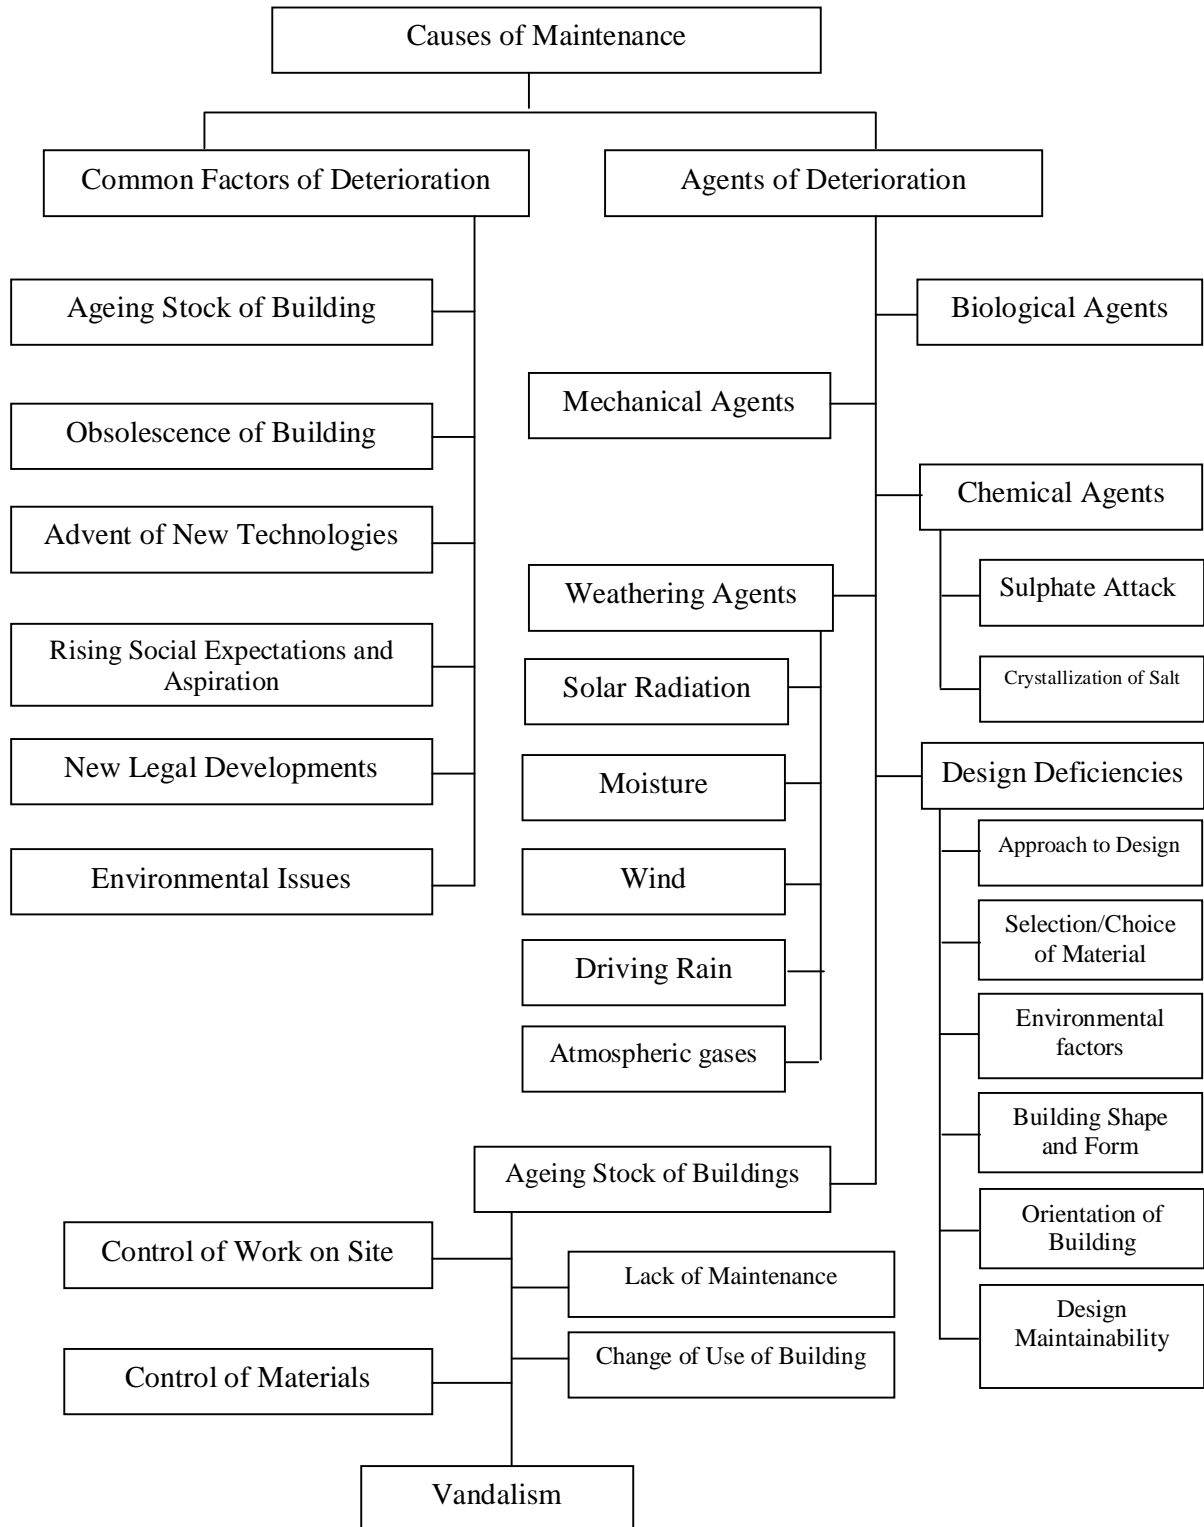 Causes of Maintenance
Common Factors of Deterioration
Agents of Deterioration
Ageing Stock of Building
Biological Agents
Mechanical Agents
Obsolescence of Building
Chemical Agents
Advent of New Technologies
Weathering Agents
Sulphate Attack
Rising Social Expectations and
Aspiration
Solar Radiation
Crystallization of Salt
New Legal Developments
Moisture
Design Deficiencies
Approach to Design
Environmental Issues
Wind
Selection/Choice
of Material
Driving Rain
Environmental
factors
Atmospheric gases
Building Shape
and Form
Ageing Stock of Buildings
Orientation of
Building
Control of Work on Site
Lack of Maintenance
Design
Maintainability
Change of Use of Building
Control of Materials
Vandalism